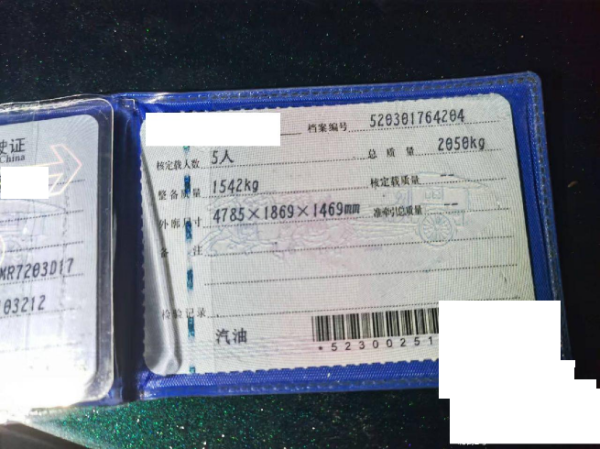 驶证
China
MR7203D17
03212
档案编号 520301764204
核定载人数 5人 总质量 2050kg
整备质量 1542kg 核定载质量 --
外廓尺寸 4785×1869×1469mm 准牵引总质量 --
备注
检验记录
汽油
*52300251